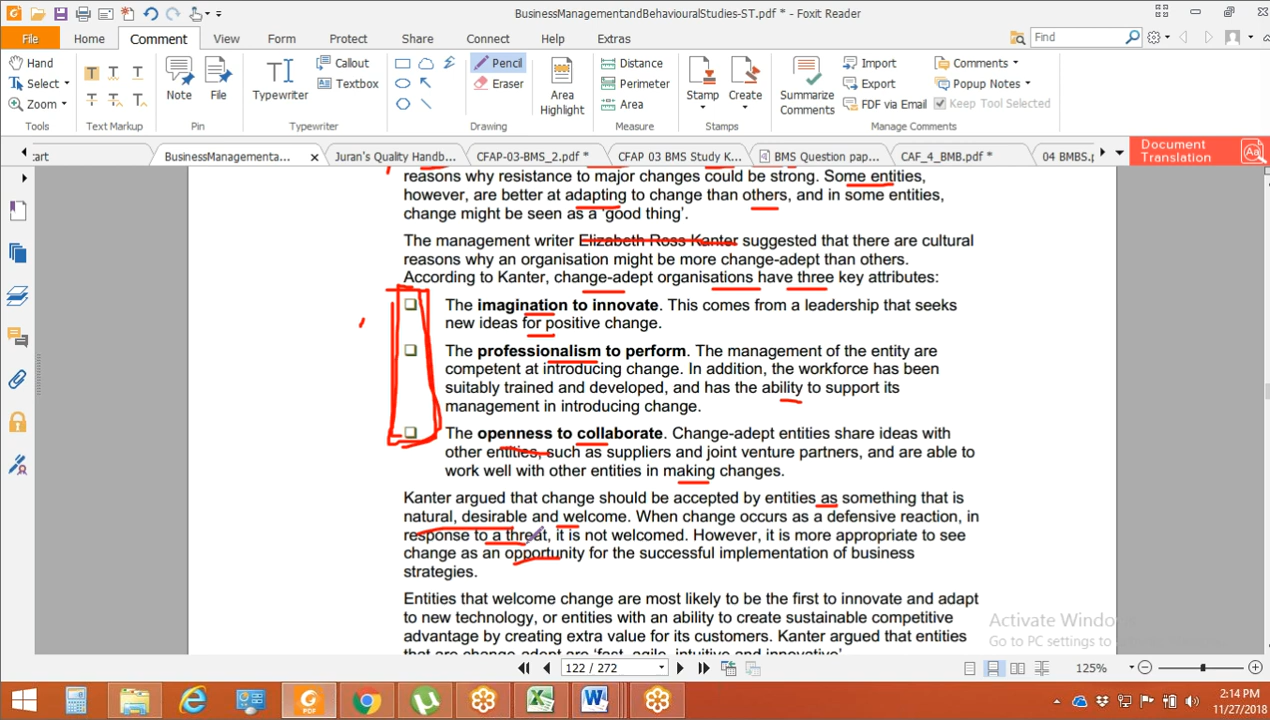 BusinessManagementandBehaviouralStudies-ST.pdf * - Foxit Reader
File Home Comment View Form Protect Share Connect Help Extras Find
Hand Select Zoom
Tools
T T T T T T
Text Markup
Note File
Pin
Typewriter Callout Textbox
Typewriter
Pencil Eraser
Drawing
Area Highlight
Distance Perimeter Area
Measure
Stamp Create
Stamps
Summarize Comments Import Export FDF via Email Comments Popup Notes Keep Tool Selected
Manage Comments
tart BusinessManagementa... Juran's Quality Handb... CFAP-03-BMS_2.pdf * CFAP 03 BMS Study K... BMS Question pap... CAF_4_BMB.pdf * 04 BMBS.
Document Translation
reasons why resistance to major changes could be strong. Some entities,
however, are better at adapting to change than others, and in some entities,
change might be seen as a 'good thing'.
The management writer Elizabeth Ross Kanter suggested that there are cultural
reasons why an organisation might be more change-adept than others.
According to Kanter, change-adept organisations have three key attributes:
The imagination to innovate. This comes from a leadership that seeks
new ideas for positive change.
The professionalism to perform. The management of the entity are
competent at introducing change. In addition, the workforce has been
suitably trained and developed, and has the ability to support its
management in introducing change.
The openness to collaborate. Change-adept entities share ideas with
other entities, such as suppliers and joint venture partners, and are able to
work well with other entities in making changes.
Kanter argued that change should be accepted by entities as something that is
natural, desirable and welcome. When change occurs as a defensive reaction, in
response to a threat, it is not welcomed. However, it is more appropriate to see
change as an opportunity for the successful implementation of business
strategies.
Entities that welcome change are most likely to be the first to innovate and adapt
to new technology, or entities with an ability to create sustainable competitive
advantage by creating extra value for its customers. Kanter argued that entities
that are change-adept are 'fast, agile, intuitive and innovative'.
Activate Windo
Go to PC settings to
122 / 272
125%
2:14 PM
11/27/2018